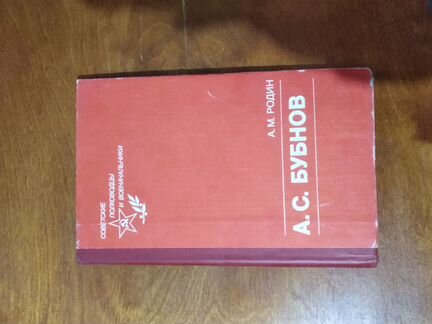 СОВЕТСКИЕ
ПОЛКОВОДЦЫ
И ВОЕНАЧАЛЬНИКИ
А. М. РОДИН
А. С. БУБНОВ